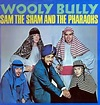 WOOLY BULLY
SAM THE SHAM AND THE PHARAOHS